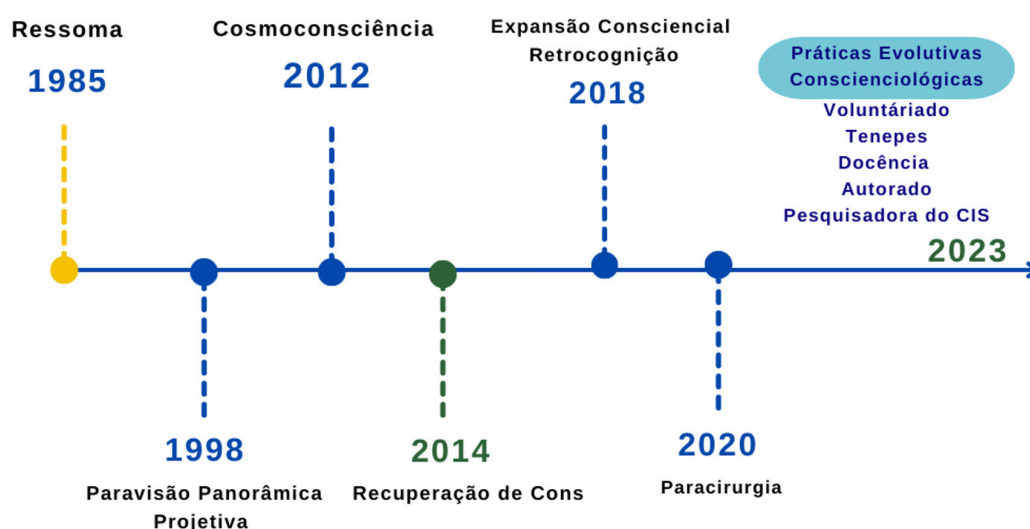 Ressoma
1985
Cosmoconsciência
2012
Expansão Consciencial
Retrocognição
2018
Práticas Evolutivas
Conscienciológicas
Voluntáriado
Tenepes
Docência
Autorado
Pesquisadora do CIS
2023
1998
Paravisão Panorâmica
Projetiva
2014
Recuperação de Cons
2020
Paracirurgia